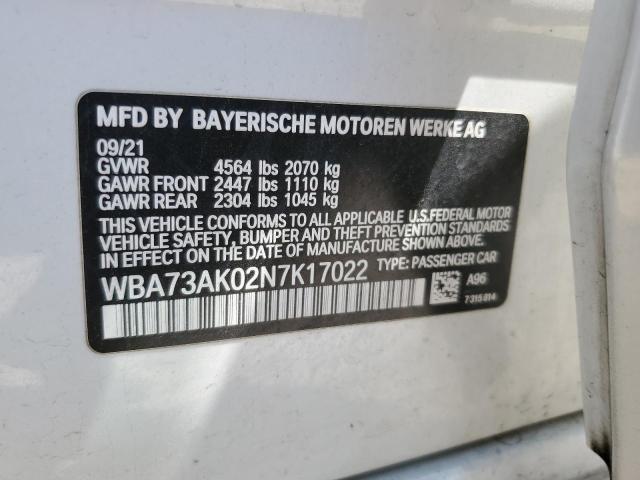 MFD BY BAYERISCHE MOTOREN WERKE AG
09/21
GVWR 4564 lbs 2070 kg
GAWR FRONT 2447 lbs 1110 kg
GAWR REAR 2304 lbs 1045 kg
THIS VEHICLE CONFORMS TO ALL APPLICABLE U.S.FEDERAL MOTOR
VEHICLE SAFETY, BUMPER AND THEFT PREVENTION STANDARDS
IN EFFECT ON THE DATE OF MANUFACTURE SHOWN ABOVE.
WBA73AK02N7K17022 TYPE: PASSENGER CAR
A96
7 315 814